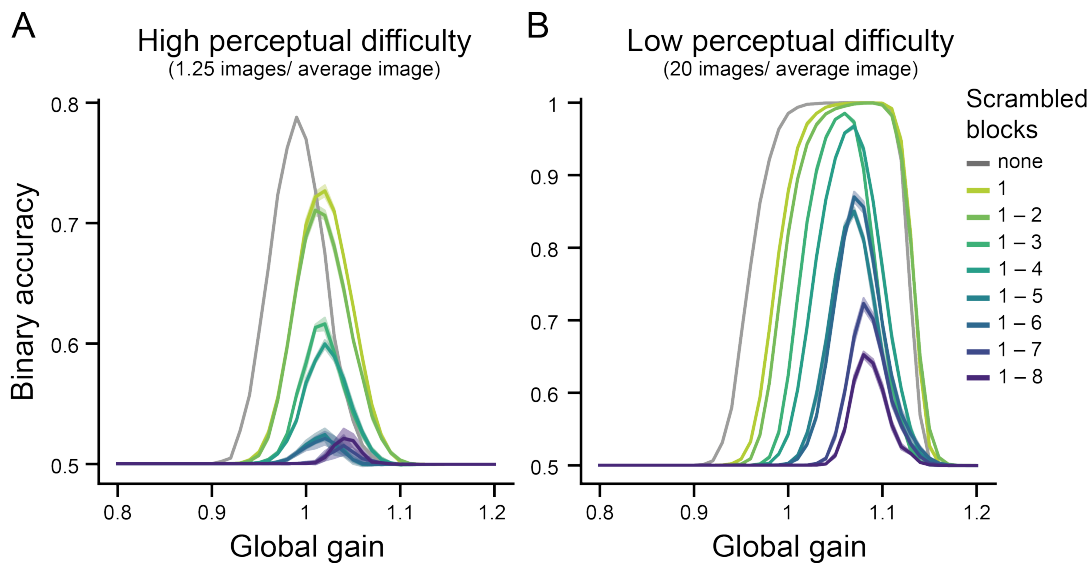 A
High perceptual difficulty
(1.25 images/ average image)
0.8
0.7
0.6
0.5
Binary accuracy
0.8
0.9
1
1.1
1.2
Global gain
B
Low perceptual difficulty
(20 images/ average image)
1
0.9
0.8
0.7
0.6
0.5
0.8
0.9
1
1.1
1.2
Global gain
Scrambled
blocks
none
1
1 – 2
1 – 3
1 – 4
1 – 5
1 – 6
1 – 7
1 – 8